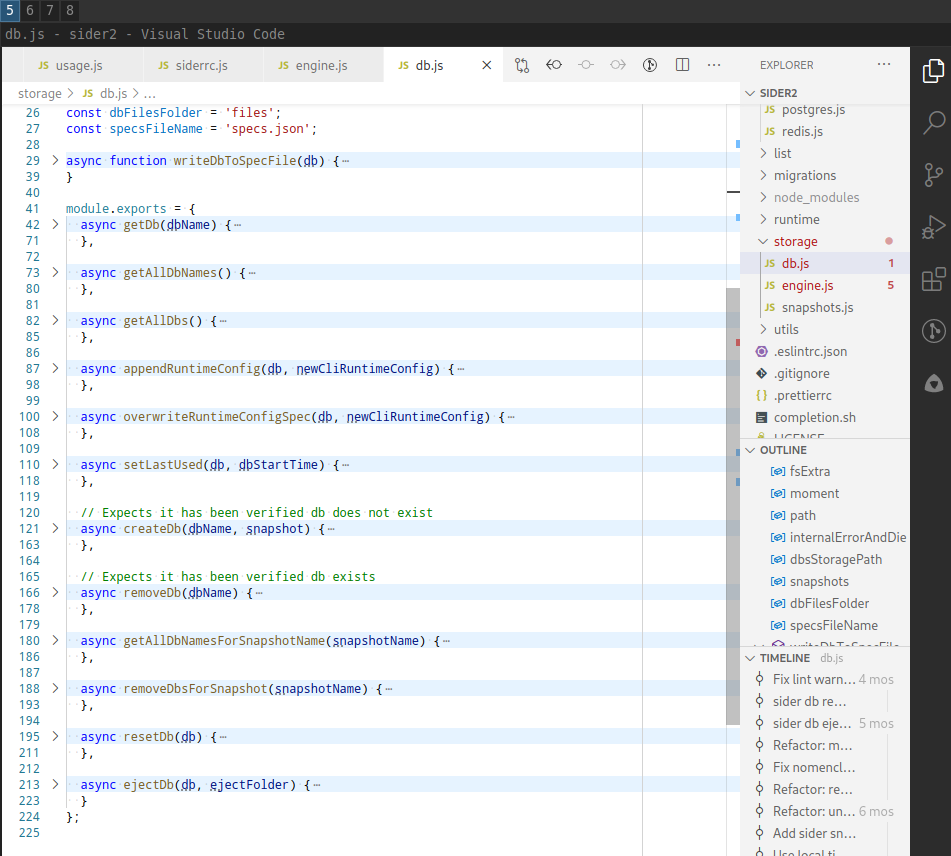 5 6 7 8
db.js - sider2 - Visual Studio Code
JS usage.js JS siderrc.js JS engine.js JS db.js
storage > JS db.js > ...
26 const dbFilesFolder = 'files';
27 const specsFileName = 'specs.json';
28
29 async function writeDbToSpecFile(db) {⋯
39 }
40
41 module.exports = {
42 async getDb(dbName) {⋯
71 },
72
73 async getAllDbNames() {⋯
80 },
81
82 async getAllDbs() {⋯
85 },
86
87 async appendRuntimeConfig(db, newCliRuntimeConfig) {⋯
98 },
99
100 async overwriteRuntimeConfigSpec(db, newCliRuntimeConfig) {⋯
108 },
109
110 async setLastUsed(db, dbStartTime) {⋯
118 },
119
120 // Expects it has been verified db does not exist
121 async createDb(dbName, snapshot) {⋯
163 },
164
165 // Expects it has been verified db exists
166 async removeDb(dbName) {⋯
178 },
179
180 async getAllDbNamesForSnapshotName(snapshotName) {⋯
186 },
187
188 async removeDbsForSnapshot(snapshotName) {⋯
193 },
194
195 async resetDb(db) {⋯
211 },
212
213 async ejectDb(db, ejectFolder) {⋯
223 }
224 };
225
EXPLORER
SIDER2
JS postgres.js
JS redis.js
list
migrations
node_modules
runtime
storage
JS db.js 1
JS engine.js 5
JS snapshots.js
utils
.eslintrc.json
.gitignore
{ } .prettierrc
completion.sh
LICENSE
OUTLINE
fsExtra
moment
path
internalErrorAndDie
dbsStoragePath
snapshots
dbFilesFolder
specsFileName
writeDbToSpecFile
TIMELINE db.js
Fix lint warn... 4 mos
sider db re...
sider db eje... 5 mos
Refactor: m...
Fix nomencl...
Refactor: re...
Refactor: un... 6 mos
Add sider sn...
Use local ti...